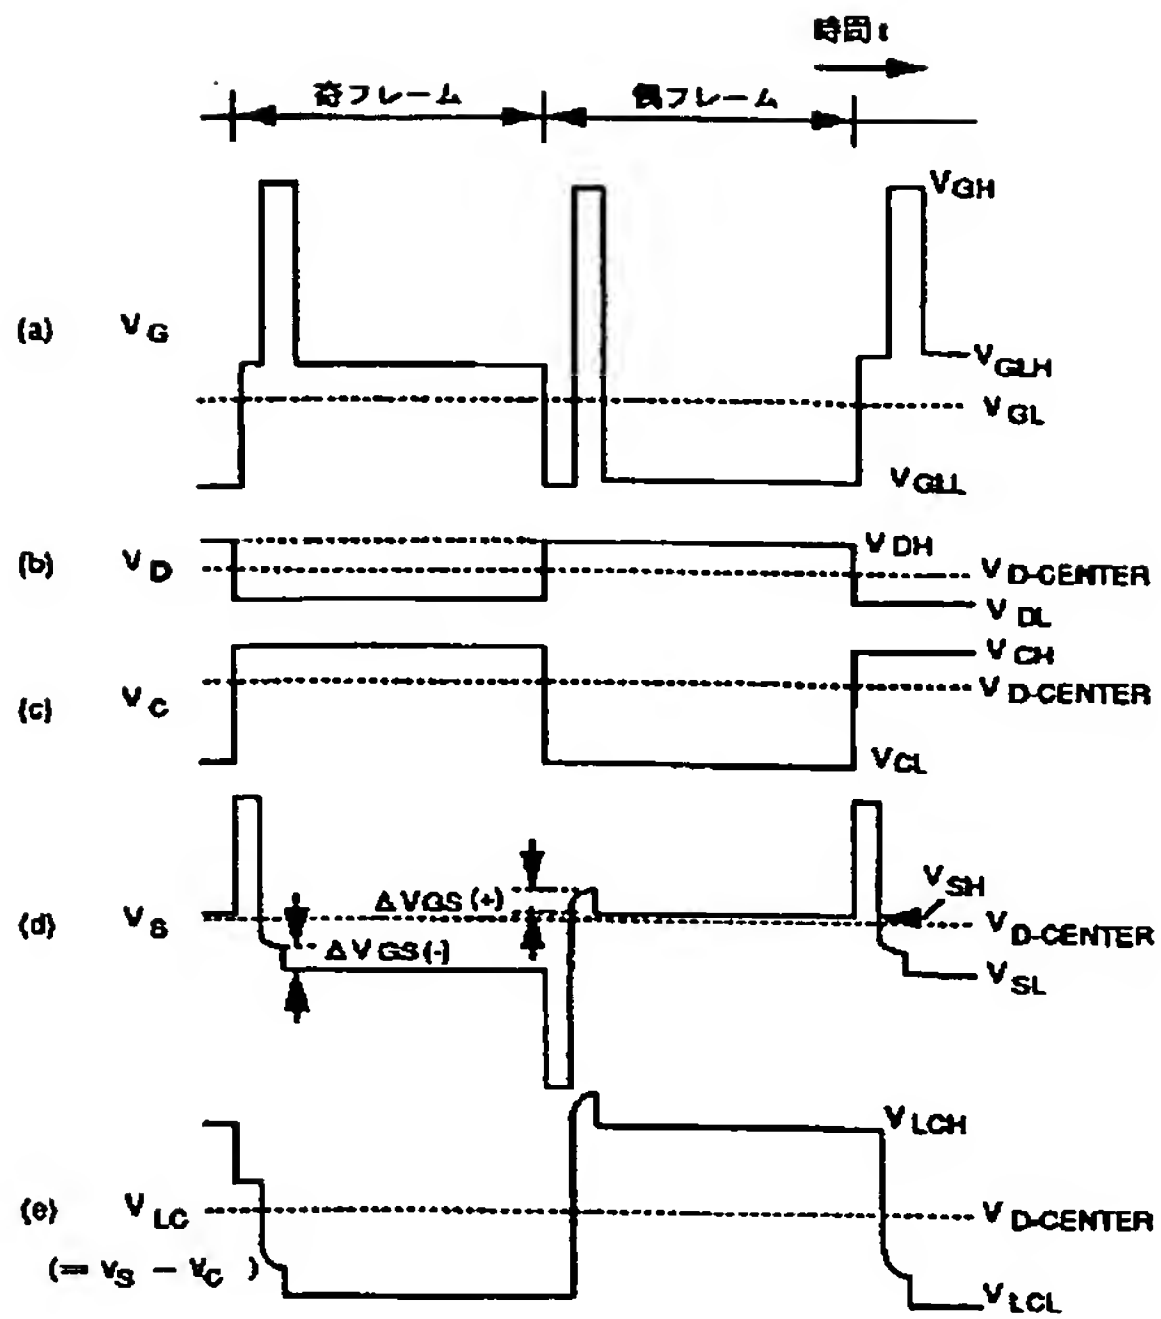 時間 t
奇フレーム
偶フレーム
(a) VG
VGH
VGLH
VGL
VGLL
(b) VD
VDH
VD-CENTER
VDL
(c) VC
VCH
VD-CENTER
VCL
(d) VS
ΔVGS (+)
ΔVGS (-)
VSH
VD-CENTER
VSL
(e) VLC
(= VS – VC )
VLCH
VD-CENTER
VLCL